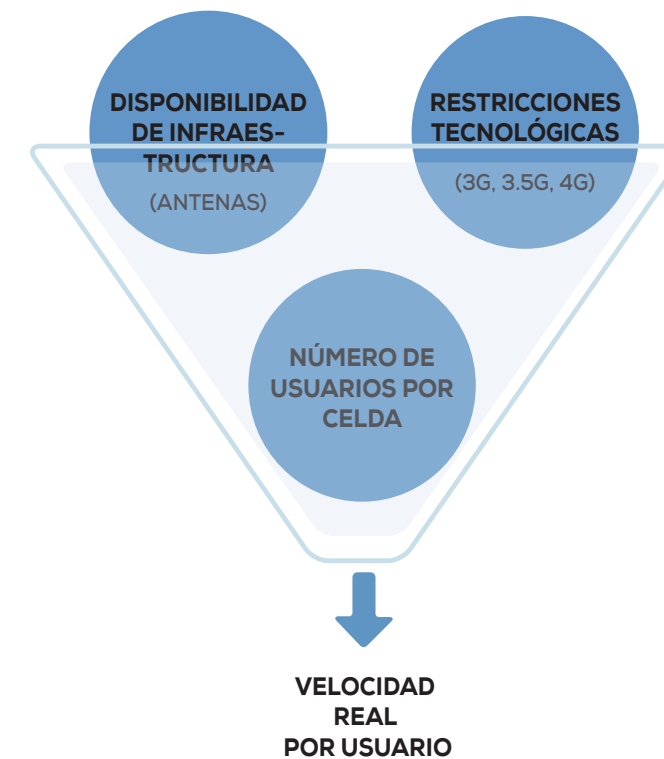 DISPONIBILIDAD
DE INFRAES-
TRUCTURA
(ANTENAS)
RESTRICCIONES
TECNOLÓGICAS
(3G, 3.5G, 4G)
NÚMERO DE
USUARIOS POR
CELDA
VELOCIDAD
REAL
POR USUARIO